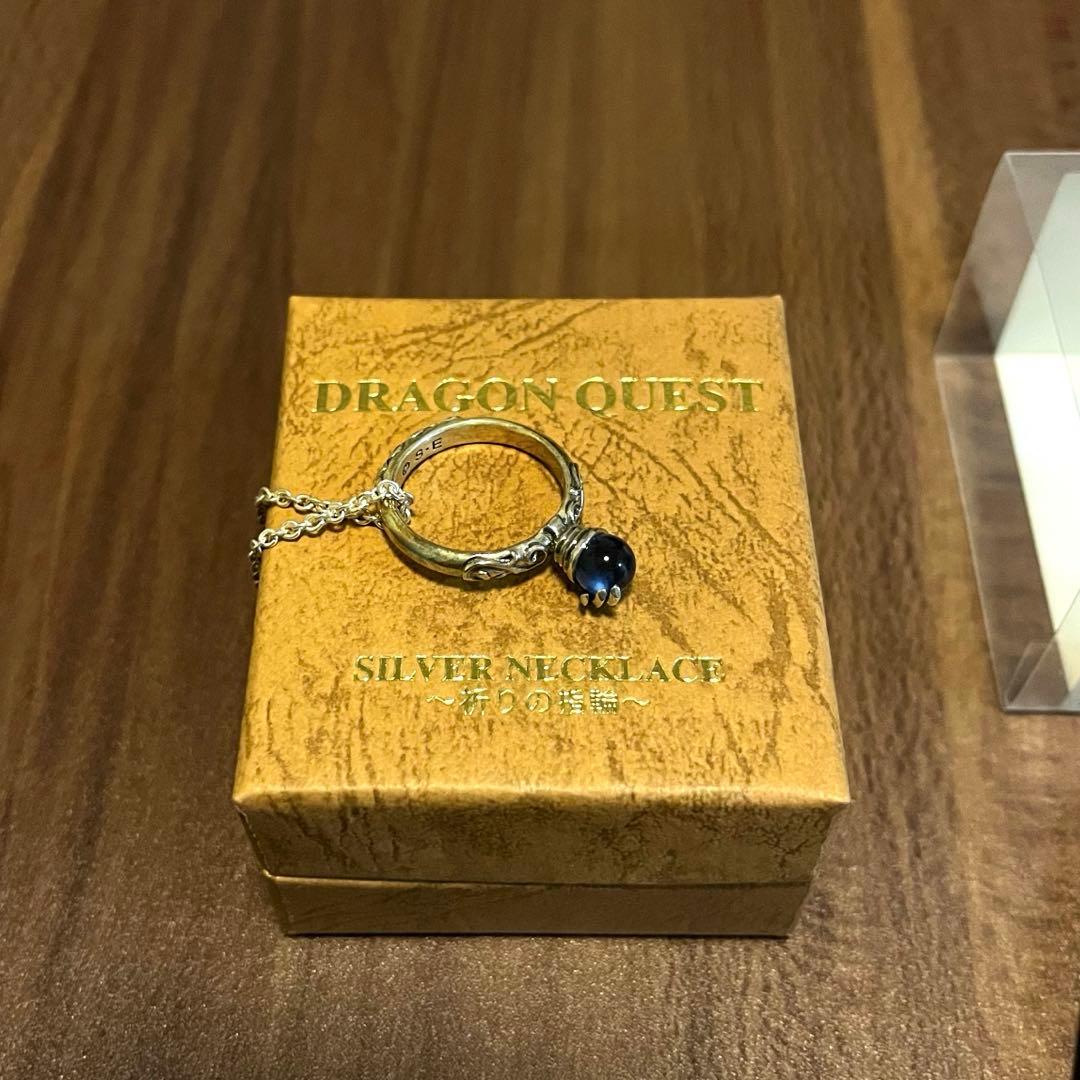 DRAGON QUEST
© S·E
SILVER NECKLACE
～祈りの指輪～